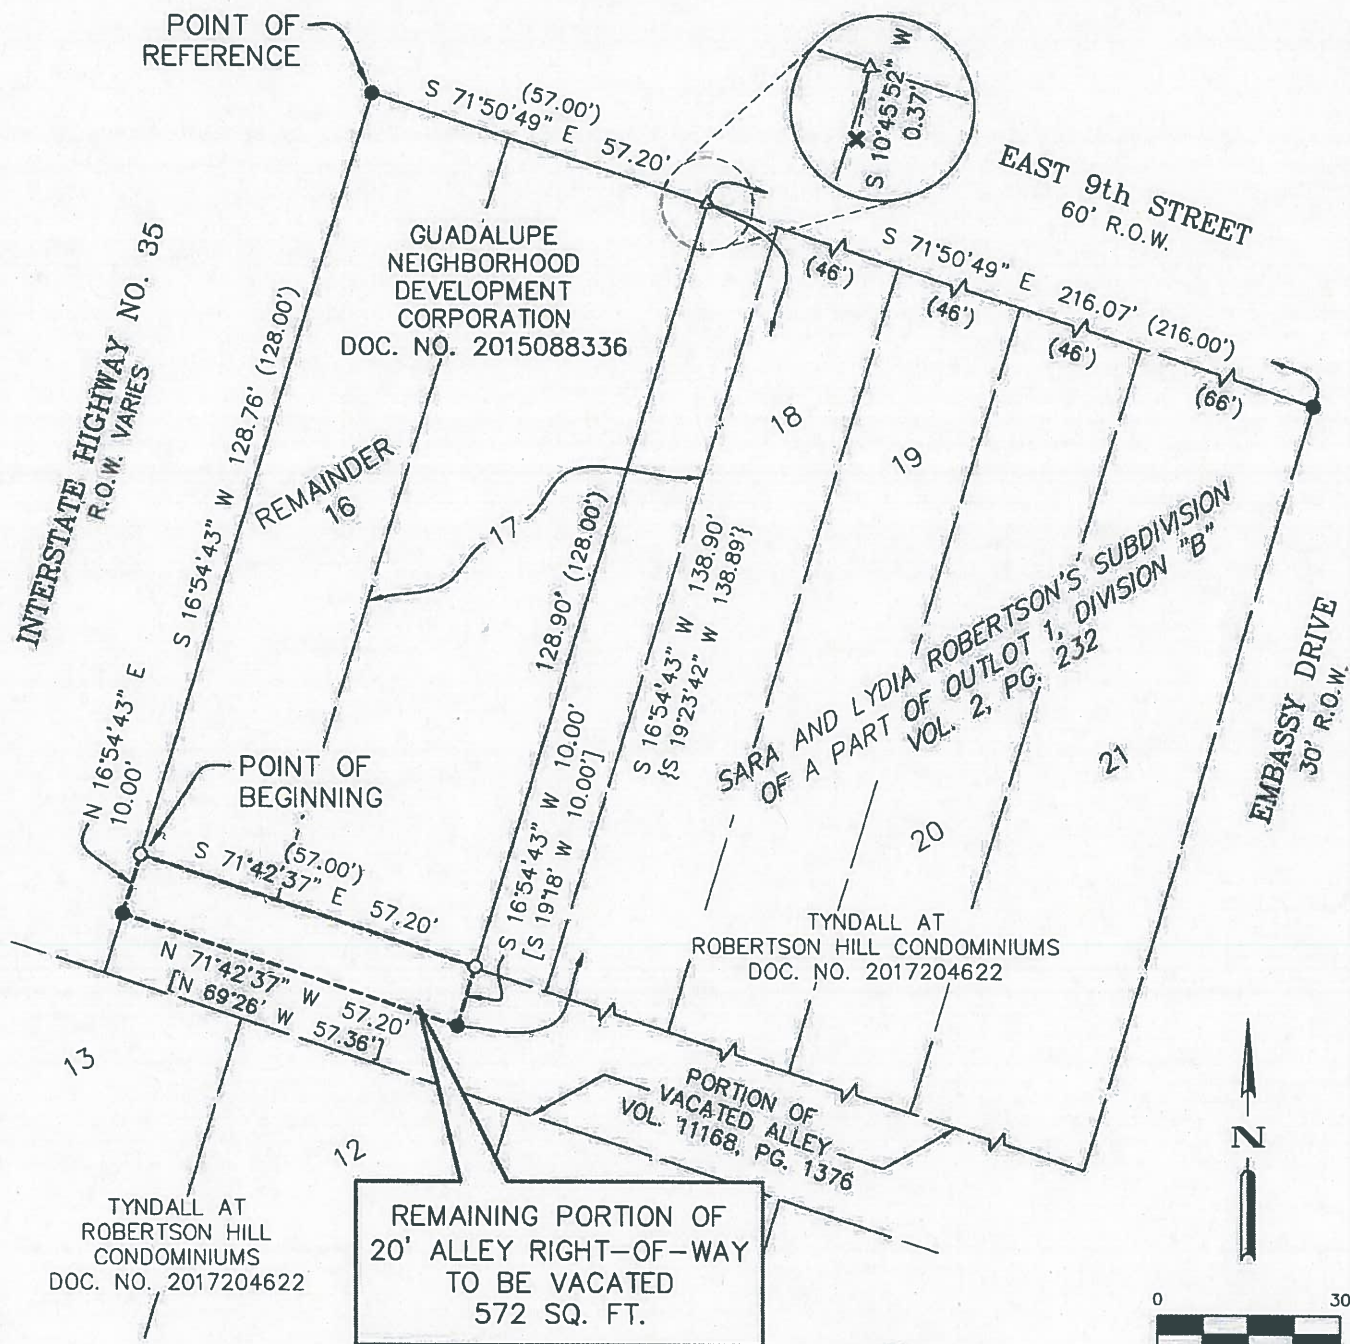 POINT OF
REFERENCE
(57.00')
S 71°50'49" E 57.20'
S 10°45'52" W
0.37'
EAST 9th STREET
60' R.O.W.
S 71°50'49" E 216.07' (216.00')
(46')
(46')
(46')
(66')
GUADALUPE
NEIGHBORHOOD
DEVELOPMENT
CORPORATION
DOC. NO. 2015088336
INTERSTATE HIGHWAY NO. 35
R.O.W. VARIES
S 16°54'43" W 128.76' (128.00')
REMAINDER
16
17
18
19
128.90' (128.00')
S 16°54'43" W 138.90'
{S 19°23'42" W 138.89'}
SARA AND LYDIA ROBERTSON'S SUBDIVISION
OF A PART OF OUTLOT 1, DIVISION "B"
VOL. 2, PG. 232
20
21
EMBASSY DRIVE
30' R.O.W.
N 16°54'43" E
10.00'
POINT OF
BEGINNING
(57.00')
S 71°42'37" E 57.20'
S 16°54'43" W 10.00'
[S 19°18' W 10.00']
TYNDALL AT
ROBERTSON HILL CONDOMINIUMS
DOC. NO. 2017204622
N 71°42'37" W 57.20'
[N 69°26' W 57.36']
13
12
PORTION OF
VACATED ALLEY
VOL. 11168, PG. 1376
N
TYNDALL AT
ROBERTSON HILL
CONDOMINIUMS
DOC. NO. 2017204622
REMAINING PORTION OF
20' ALLEY RIGHT-OF-WAY
TO BE VACATED
572 SQ. FT.
0 30